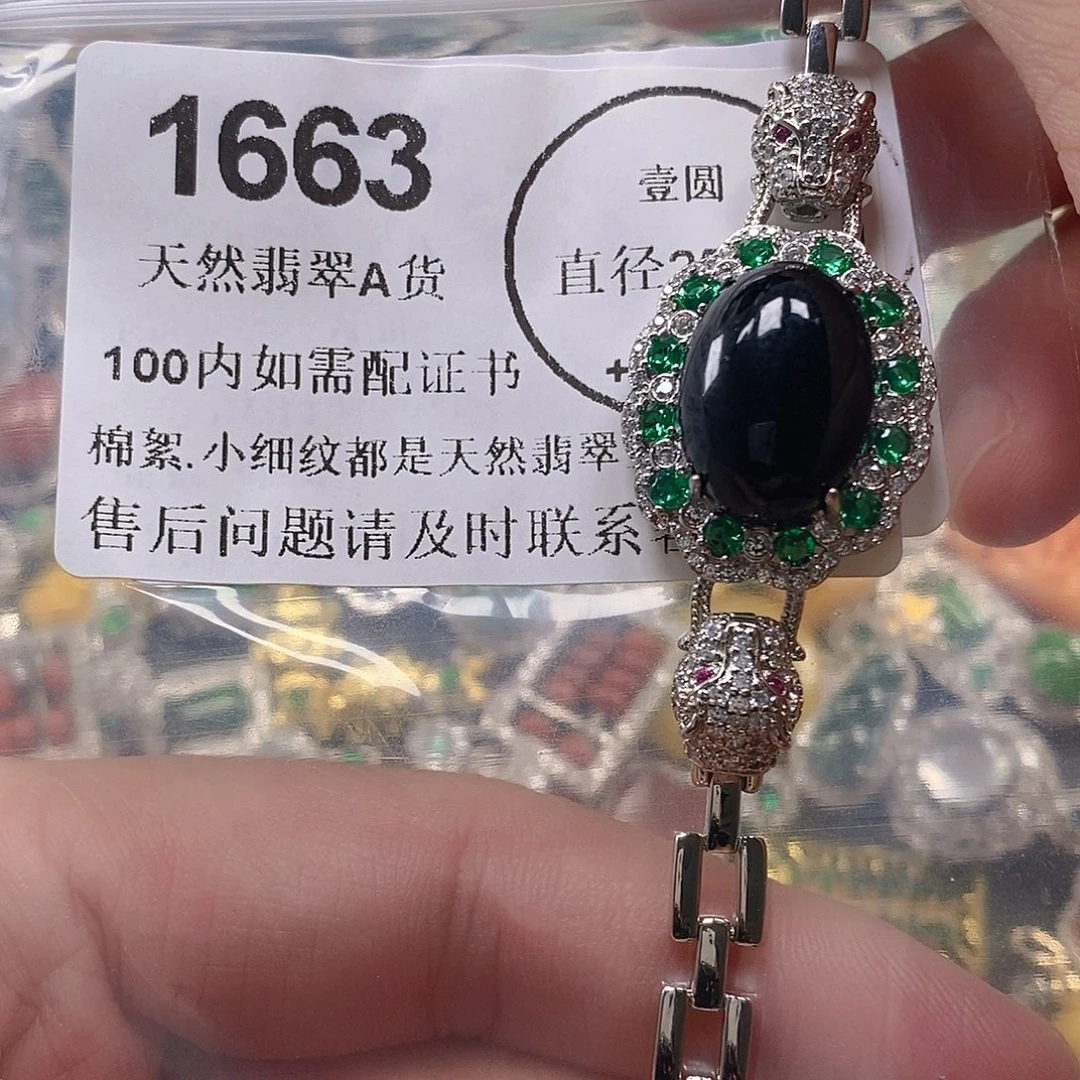 1663
壹圆
天然翡翠A货
直径2
100内如需配证书
+
棉絮.小细纹都是天然翡翠
售后问题请及时联系